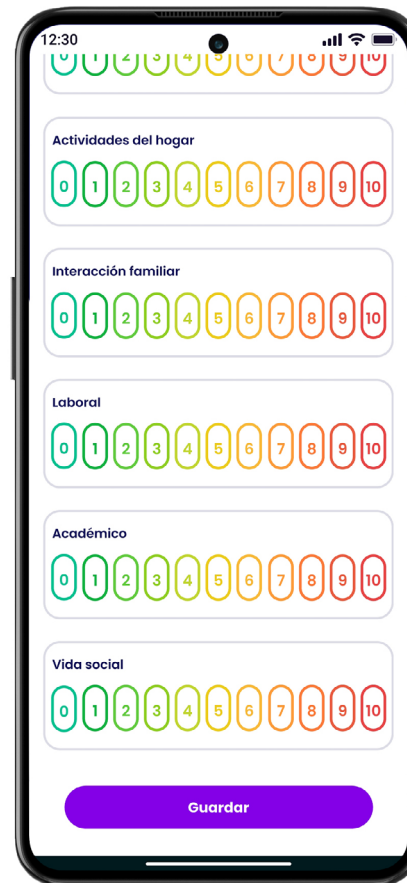 12:30
0 1 2 3 4 5 6 7 8 9 10
Actividades del hogar
0 1 2 3 4 5 6 7 8 9 10
Interacción familiar
0 1 2 3 4 5 6 7 8 9 10
Laboral
0 1 2 3 4 5 6 7 8 9 10
Académico
0 1 2 3 4 5 6 7 8 9 10
Vida social
0 1 2 3 4 5 6 7 8 9 10
Guardar